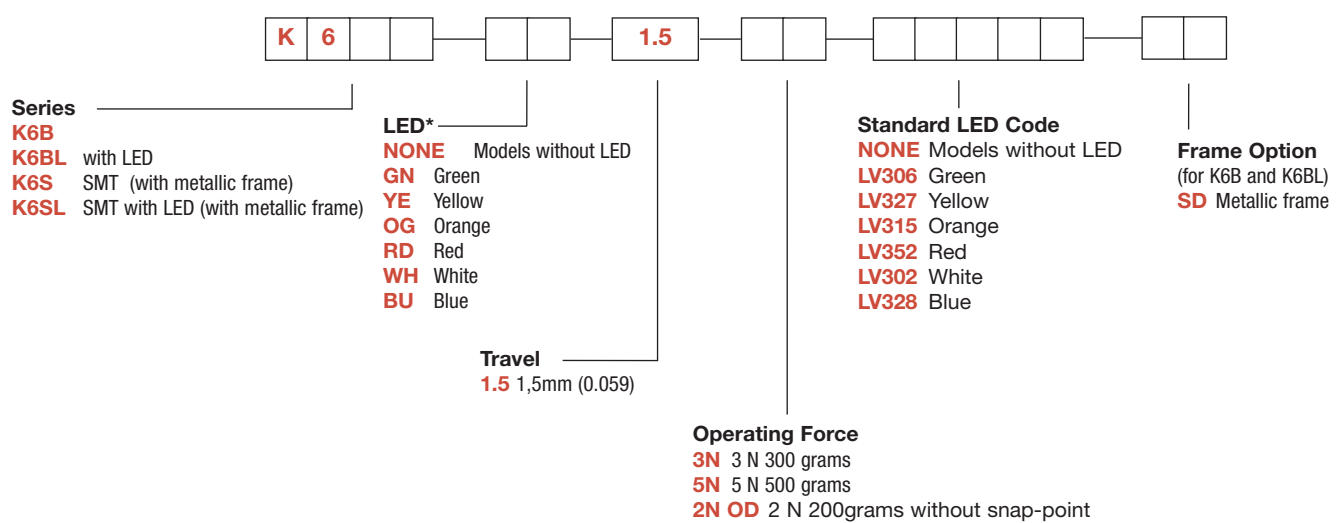 K 6 1.5
Series
K6B
K6BL with LED
K6S SMT (with metallic frame)
K6SL SMT with LED (with metallic frame)
LED*
NONE Models without LED
GN Green
YE Yellow
OG Orange
RD Red
WH White
BU Blue
Travel
1.5 1,5mm (0.059)
Operating Force
3N 3 N 300 grams
5N 5 N 500 grams
2N OD 2 N 200grams without snap-point
Standard LED Code
NONE Models without LED
LV306 Green
LV327 Yellow
LV315 Orange
LV352 Red
LV302 White
LV328 Blue
Frame Option
(for K6B and K6BL)
SD Metallic frame